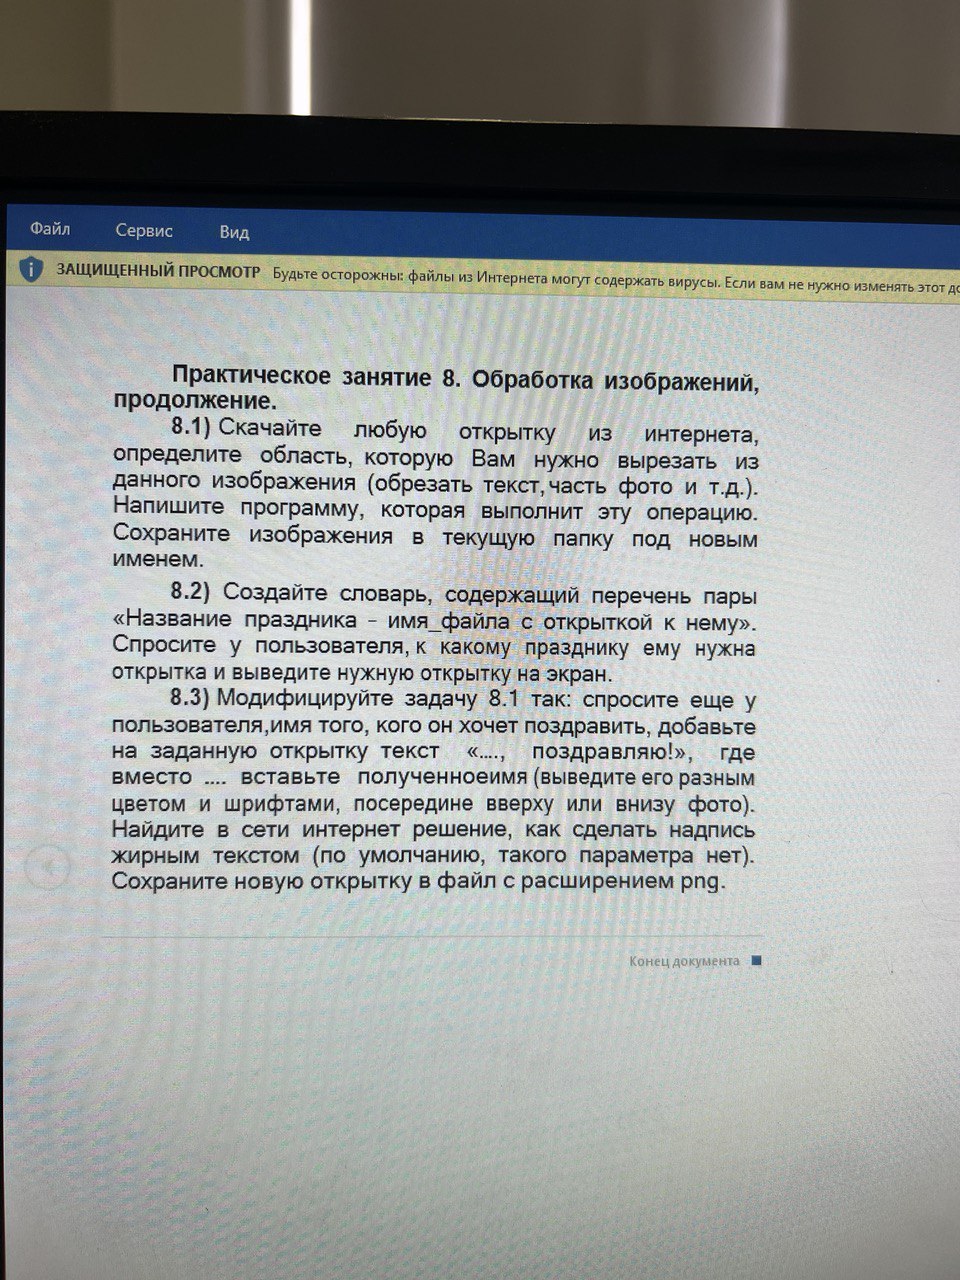 Файл Сервис Вид
ЗАЩИЩЕННЫЙ ПРОСМОТР Будьте осторожны: файлы из Интернета могут содержать вирусы. Если вам не нужно изменять этот
Практическое занятие 8. Обработка изображений,
продолжение.
8.1) Скачайте любую открытку из интернета,
определите область, которую Вам нужно вырезать из
данного изображения (обрезать текст,часть фото и т.д.).
Напишите программу, которая выполнит эту операцию.
Сохраните изображения в текущую папку под новым
именем.
8.2) Создайте словарь, содержащий перечень пары
«Название праздника – имя_файла с открыткой к нему».
Спросите у пользователя, к какому празднику ему нужна
открытка и выведите нужную открытку на экран.
8.3) Модифицируйте задачу 8.1 так: спросите еще у
пользователя,имя того, кого он хочет поздравить, добавьте
на заданную открытку текст «...., поздравляю!», где
вместо .... вставьте полученноеимя (выведите его разным
цветом и шрифтами, посередине вверху или внизу фото).
Найдите в сети интернет решение, как сделать надпись
жирным текстом (по умолчанию, такого параметра нет).
Сохраните новую открытку в файл с расширением png.
Конец документа